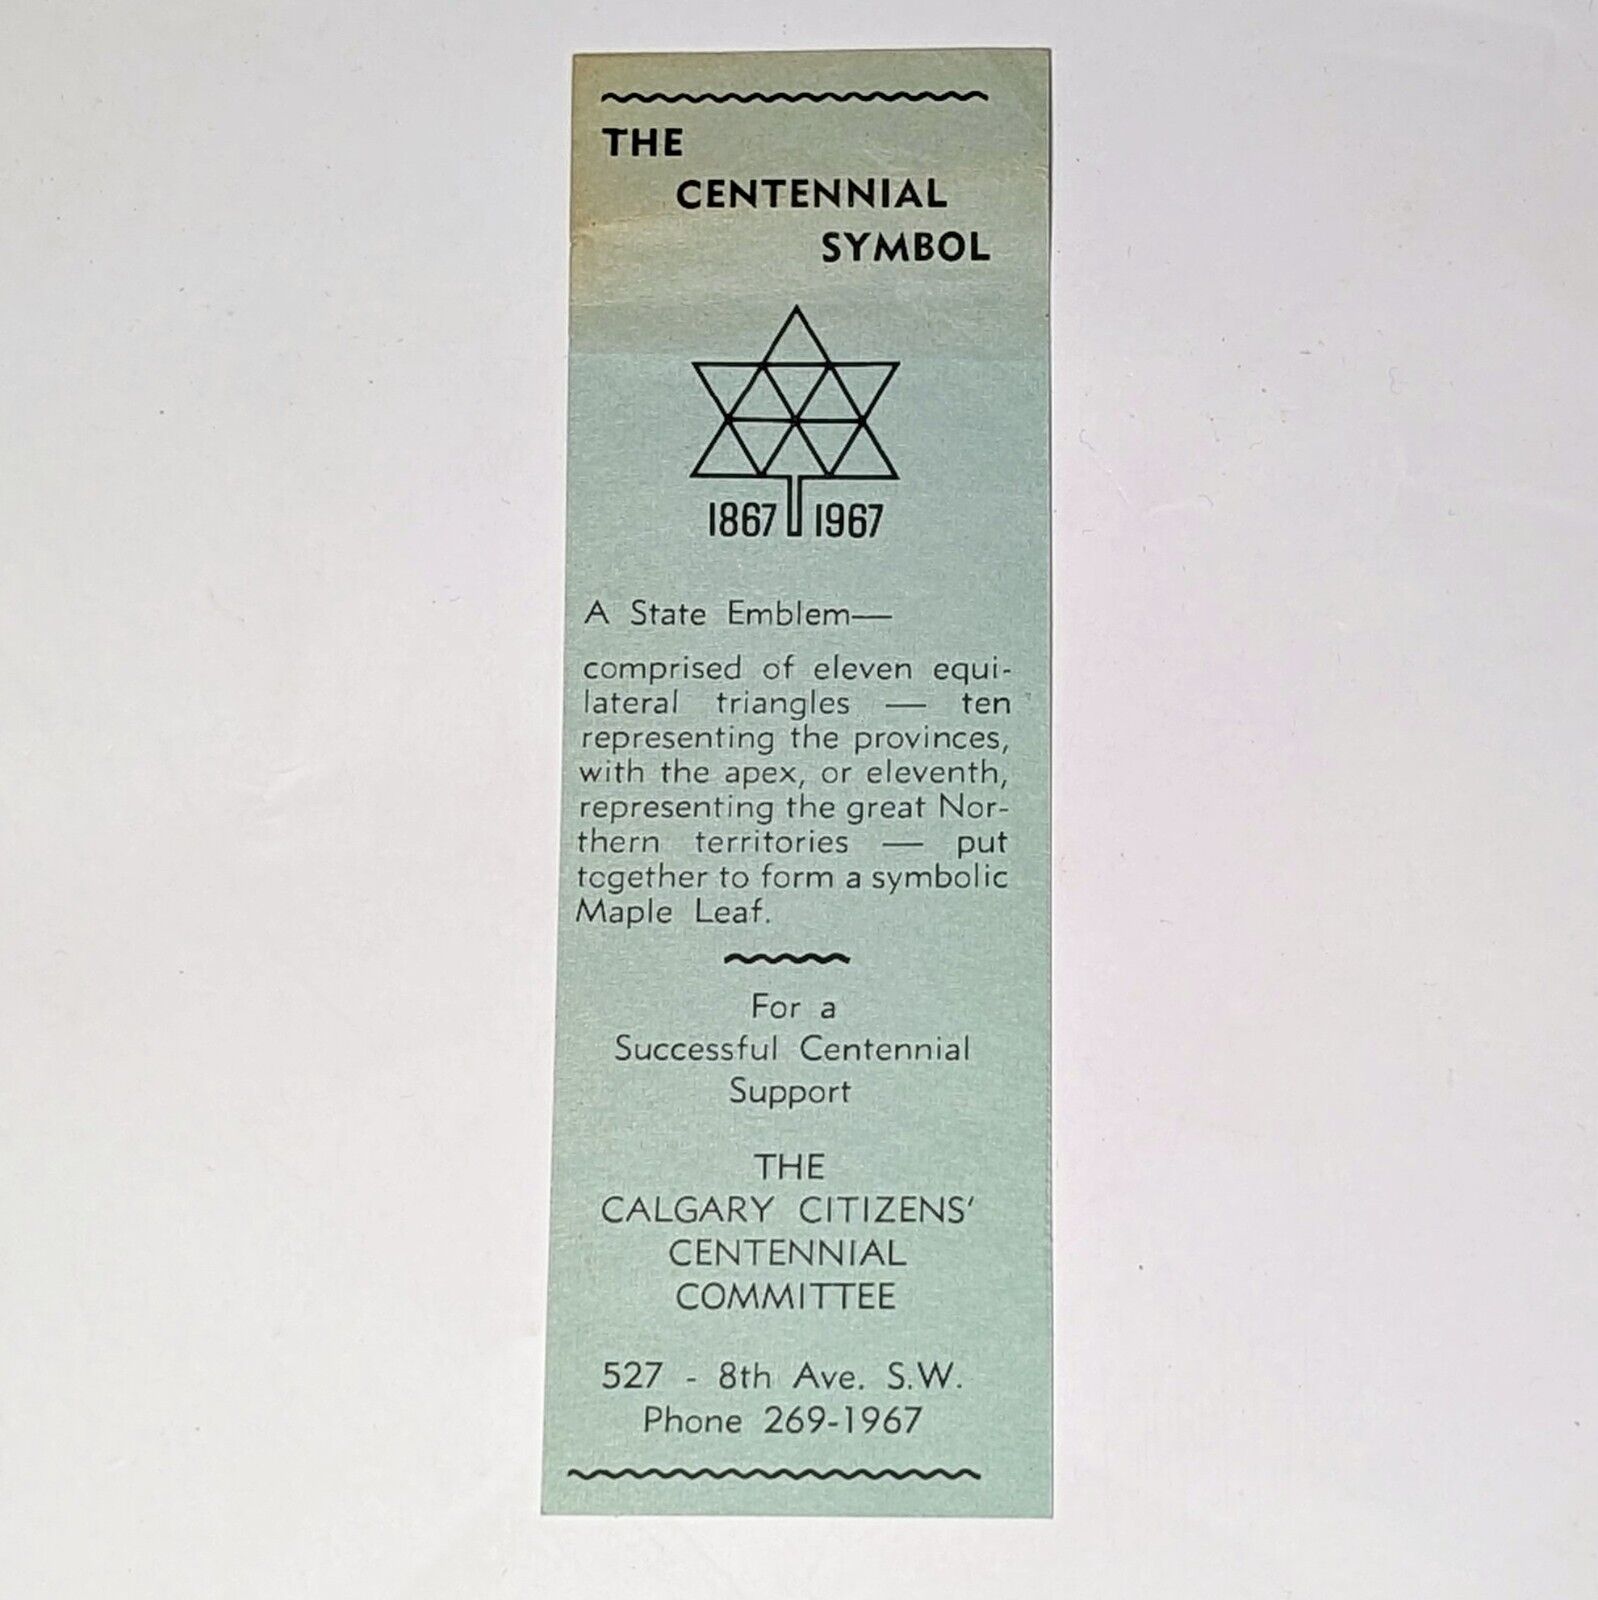 THE
CENTENNIAL
SYMBOL
1867 1967
A State Emblem—
comprised of eleven equi-
lateral triangles — ten
representing the provinces,
with the apex, or eleventh,
representing the great Nor-
thern territories — put
together to form a symbolic
Maple Leaf.
For a
Successful Centennial
Support
THE
CALGARY CITIZENS'
CENTENNIAL
COMMITTEE
527 - 8th Ave. S.W.
Phone 269-1967